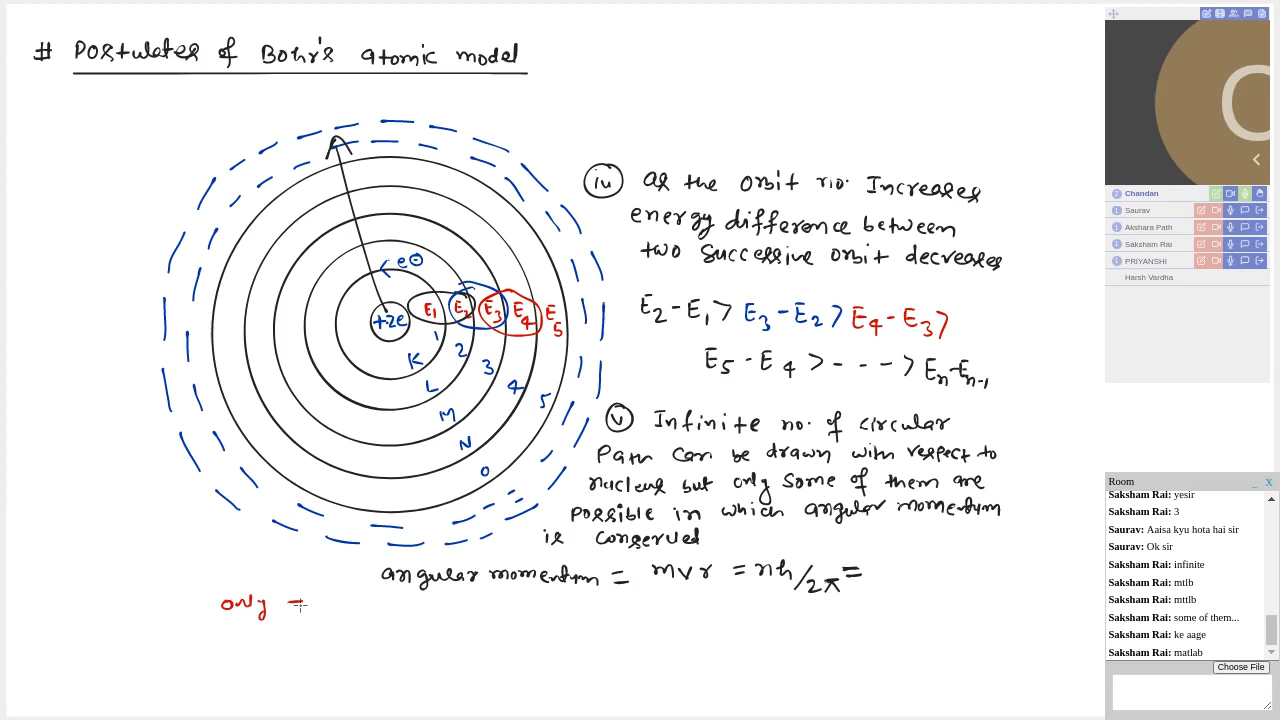 # Postulates of Bohr's atomic model
(iv) as the orbit no. Increases
energy difference between
two successive orbit decreases
E2 - E1 > E3 - E2 > E4 - E3 >
E5 - E4 > - - - > En - En-1
(v) Infinite no. of circular
Path can be drawn with respect to
nucleus but only some of them are
possible in which angular momentum
is conserved
angular momentum = mvr = nh/2π =
only
e⊖
+ze
E1 E2 E3 E4 E5
1 2 3 4 5
K
L
M
N
O
C
Chandan
Saurav
Akshara Path
Saksham Rai
PRIYANSHI
Harsh Vardha
Room _ X
Saksham Rai: yesir
Saksham Rai: 3
Saurav: Aaisa kyu hota hai sir
Saurav: Ok sir
Saksham Rai: infinite
Saksham Rai: mtlb
Saksham Rai: mttlb
Saksham Rai: some of them...
Saksham Rai: ke aage
Saksham Rai: matlab
Choose File